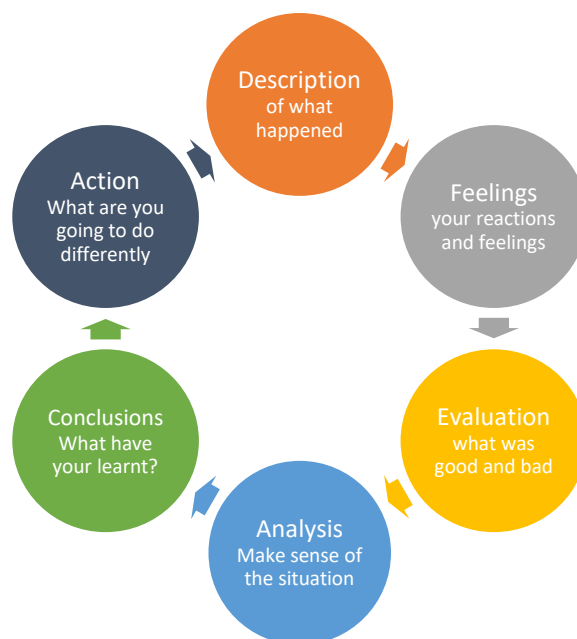 Description
of what
happened
Feelings
your reactions
and feelings
Evaluation
what was
good and bad
Analysis
Make sense of
the situation
Conclusions
What have
your learnt?
Action
What are you
going to do
differently